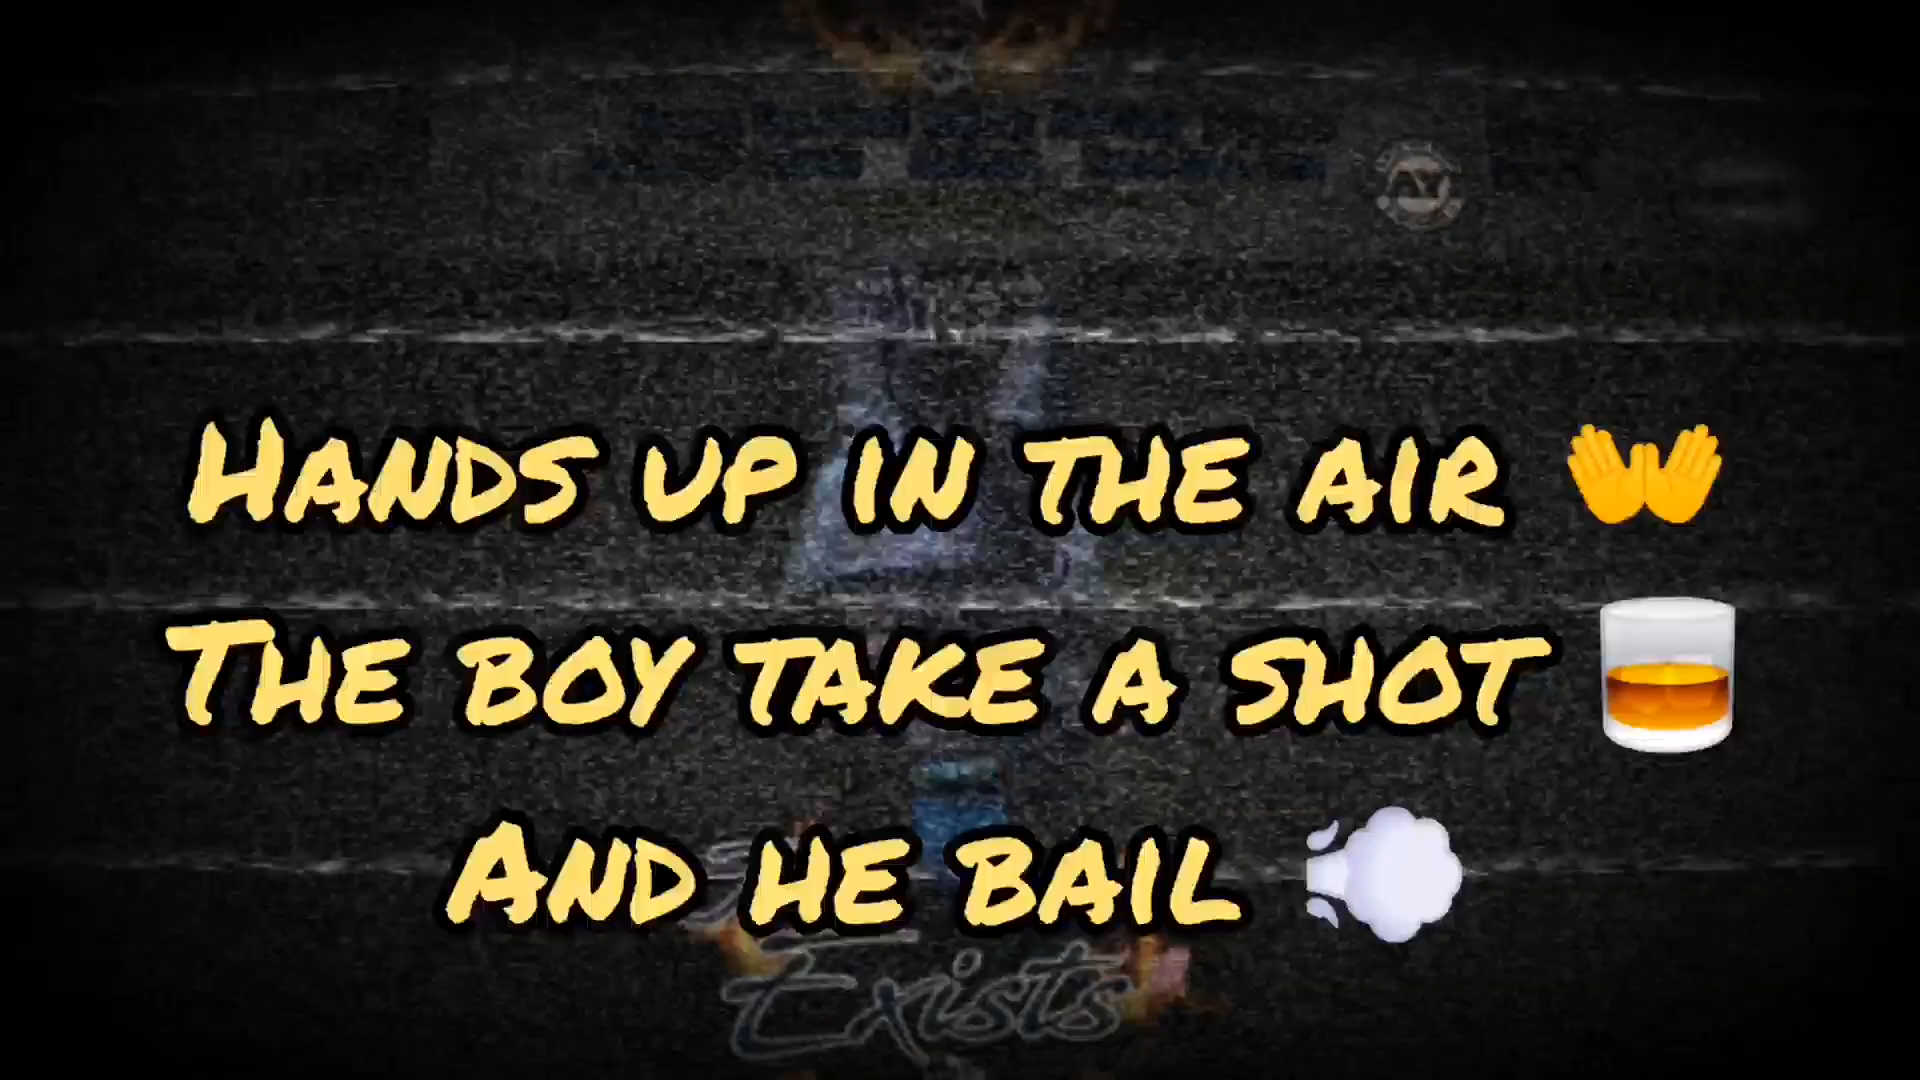 Hands up in the air 👐
The boy take a shot 🥃
And he bail 💨
Exists